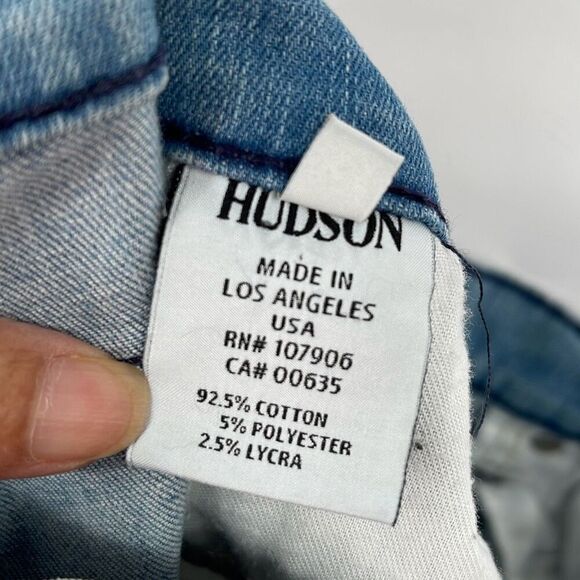 HUDSON
MADE IN
LOS ANGELES
USA
RN# 107906
CA# 00635
92.5% COTTON
5% POLYESTER
2.5% LYCRA